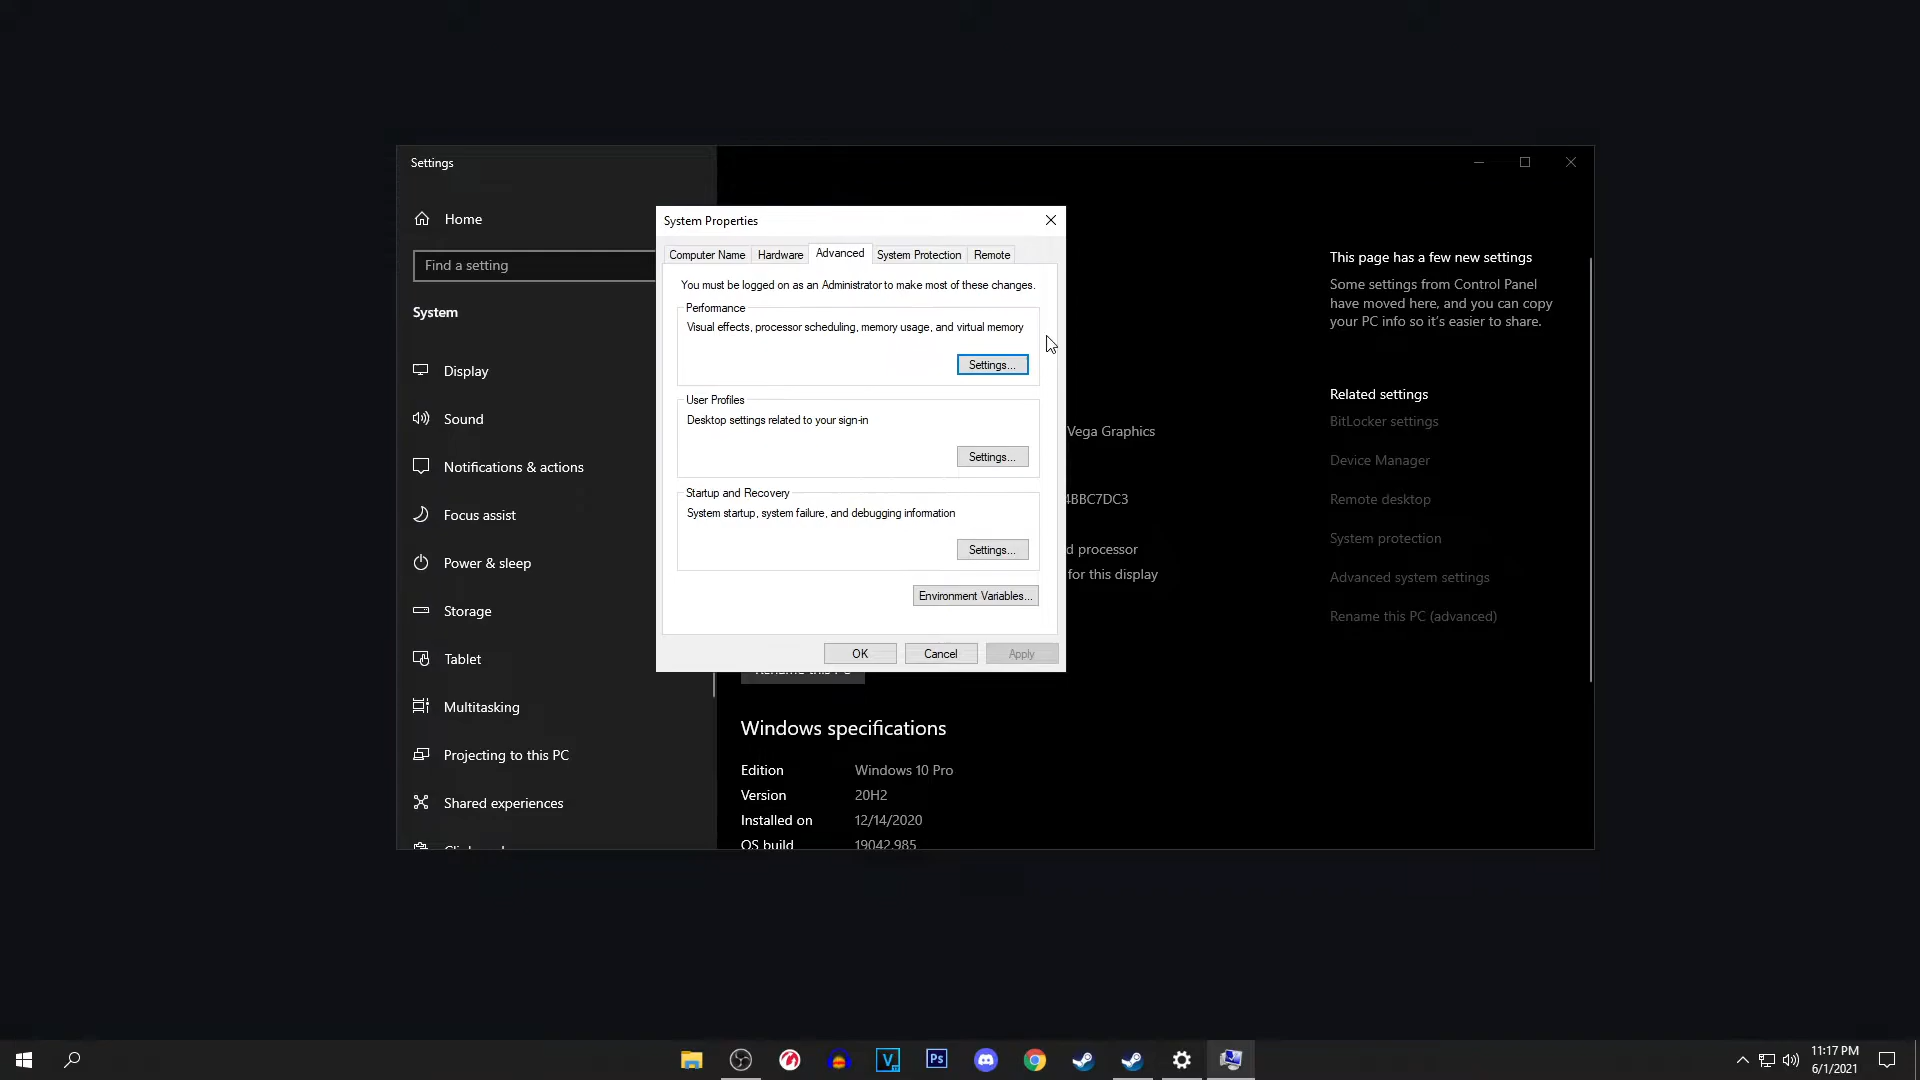 Settings
Home
Find a setting
System
Display
Sound
Notifications & actions
Focus assist
Power & sleep
Storage
Tablet
Multitasking
Projecting to this PC
Shared experiences
System Properties
Computer Name
Hardware
Advanced
System Protection
Remote
You must be logged on as an Administrator to make most of these changes.
Performance
Visual effects, processor scheduling, memory usage, and virtual memory
Settings...
User Profiles
Desktop settings related to your sign-in
Settings...
Startup and Recovery
System startup, system failure, and debugging information
Settings...
Environment Variables...
OK
Cancel
Apply
Vega Graphics
4BBC7DC3
d processor
for this display
Rename this PC
Windows specifications
Edition Windows 10 Pro
Version 20H2
Installed on 12/14/2020
OS build 19042.985
This page has a few new settings
Some settings from Control Panel
have moved here, and you can copy
your PC info so it's easier to share.
Related settings
BitLocker settings
Device Manager
Remote desktop
System protection
Advanced system settings
Rename this PC (advanced)
V
Ps
11:17 PM
6/1/2021